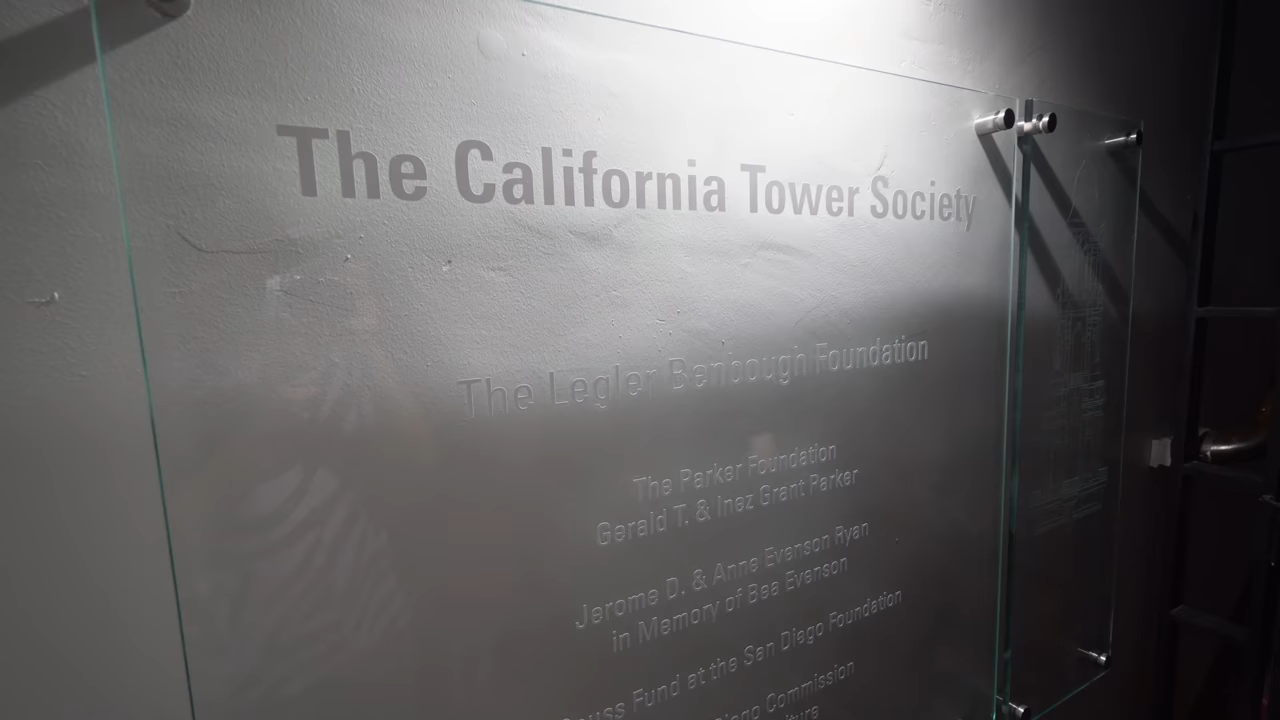 The California Tower Society
The Legler Benbough Foundation
The Parker Foundation
Gerald T. & Inez Grant Parker
Jerome D. & Anne Evenson Ryan
in Memory of Bea Evenson
Fund at the San Diego Foundation
Commission